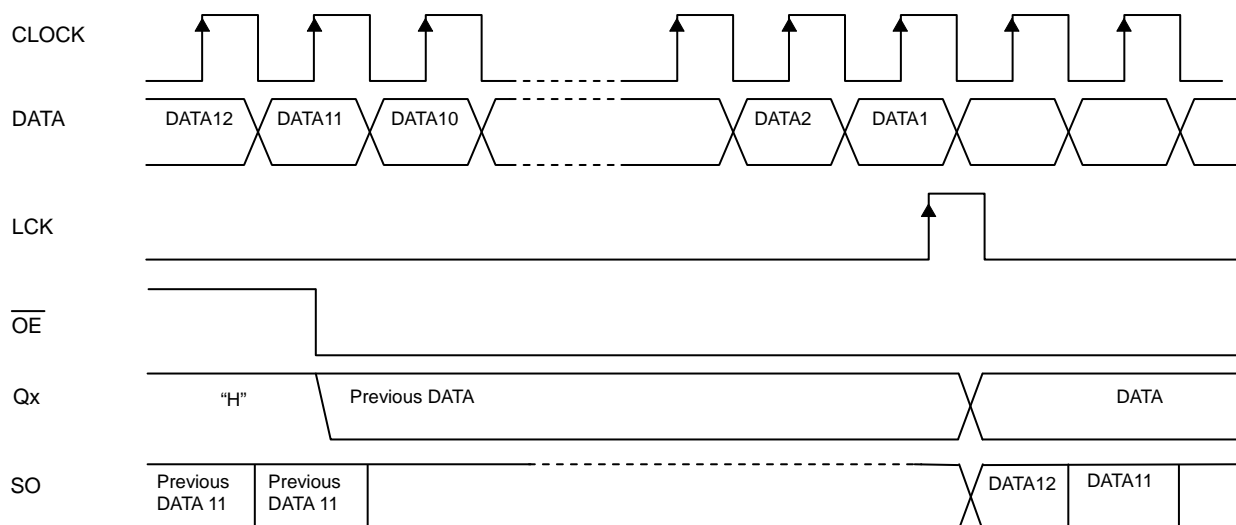 CLOCK
DATA
DATA12
DATA11
DATA10
DATA2
DATA1
LCK
OE
Qx
“H”
Previous DATA
DATA
SO
Previous
DATA 11
Previous
DATA 11
DATA12
DATA11